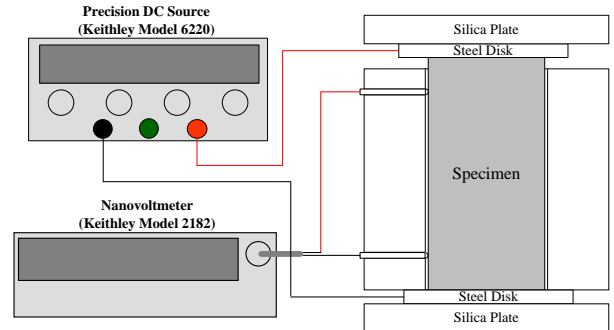 Precision DC Source
(Keithley Model 6220)
Silica Plate
Steel Disk
Specimen
Nanovoltmeter
(Keithley Model 2182)
Steel Disk
Silica Plate